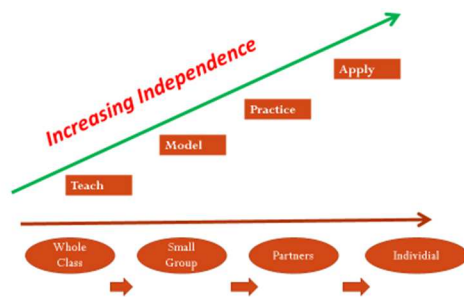 Increasing Independence
Apply
Practice
Model
Teach
Whole
Class
Small
Group
Partners
Individial